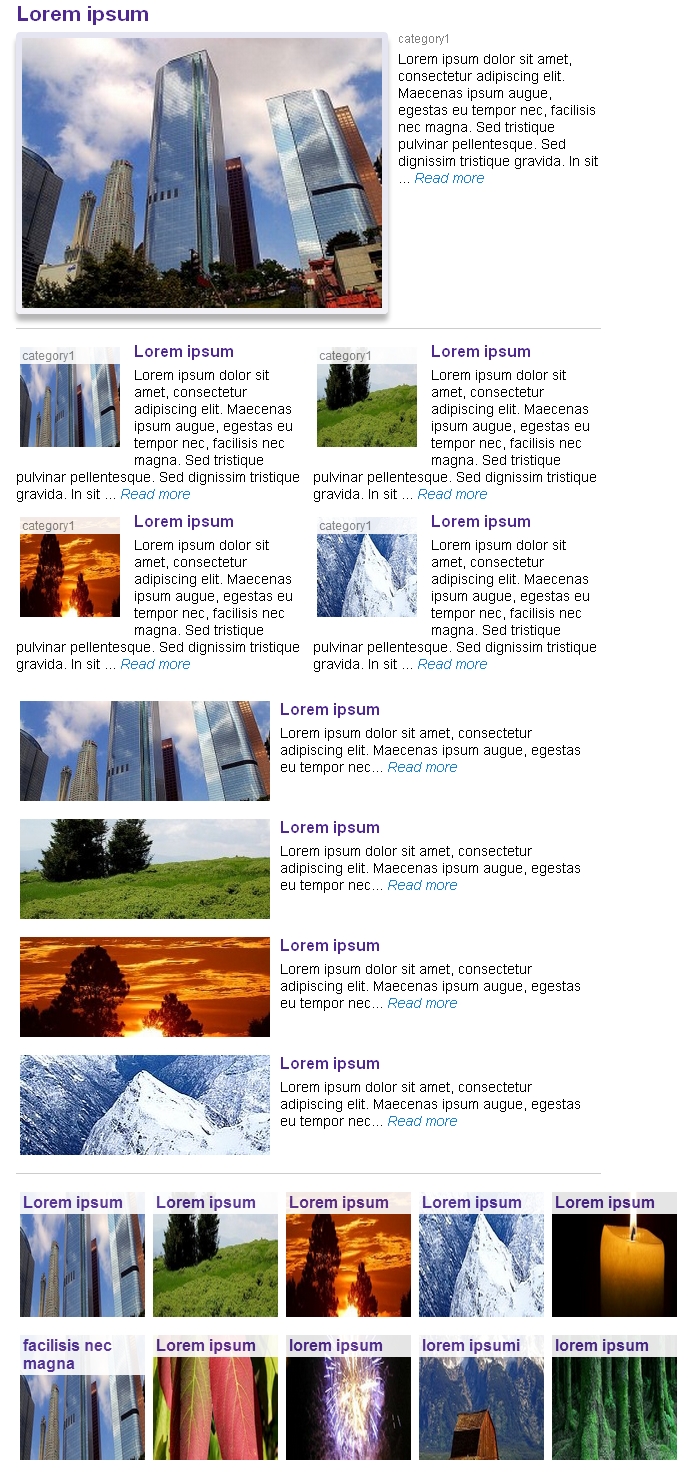 Lorem ipsum
category1
Lorem ipsum dolor sit amet,
consectetur adipiscing elit.
Maecenas ipsum augue,
egestas eu tempor nec, facilisis
nec magna. Sed tristique
pulvinar pellentesque. Sed
dignissim tristique gravida. In sit
... Read more
category1
Lorem ipsum
Lorem ipsum dolor sit
amet, consectetur
adipiscing elit. Maecenas
ipsum augue, egestas eu
tempor nec, facilisis nec
magna. Sed tristique
pulvinar pellentesque. Sed dignissim tristique
gravida. In sit ... Read more
category1
Lorem ipsum
Lorem ipsum dolor sit
amet, consectetur
adipiscing elit. Maecenas
ipsum augue, egestas eu
tempor nec, facilisis nec
magna. Sed tristique
pulvinar pellentesque. Sed dignissim tristique
gravida. In sit ... Read more
category1
Lorem ipsum
Lorem ipsum dolor sit
amet, consectetur
adipiscing elit. Maecenas
ipsum augue, egestas eu
tempor nec, facilisis nec
magna. Sed tristique
pulvinar pellentesque. Sed dignissim tristique
gravida. In sit ... Read more
category1
Lorem ipsum
Lorem ipsum dolor sit
amet, consectetur
adipiscing elit. Maecenas
ipsum augue, egestas eu
tempor nec, facilisis nec
magna. Sed tristique
pulvinar pellentesque. Sed dignissim tristique
gravida. In sit ... Read more
Lorem ipsum
Lorem ipsum dolor sit amet, consectetur
adipiscing elit. Maecenas ipsum augue, egestas
eu tempor nec... Read more
Lorem ipsum
Lorem ipsum dolor sit amet, consectetur
adipiscing elit. Maecenas ipsum augue, egestas
eu tempor nec... Read more
Lorem ipsum
Lorem ipsum dolor sit amet, consectetur
adipiscing elit. Maecenas ipsum augue, egestas
eu tempor nec... Read more
Lorem ipsum
Lorem ipsum dolor sit amet, consectetur
adipiscing elit. Maecenas ipsum augue, egestas
eu tempor nec... Read more
Lorem ipsum
Lorem ipsum
Lorem ipsum
Lorem ipsum
Lorem ipsum
facilisis nec
magna
Lorem ipsum
lorem ipsum
lorem ipsumi
lorem ipsum